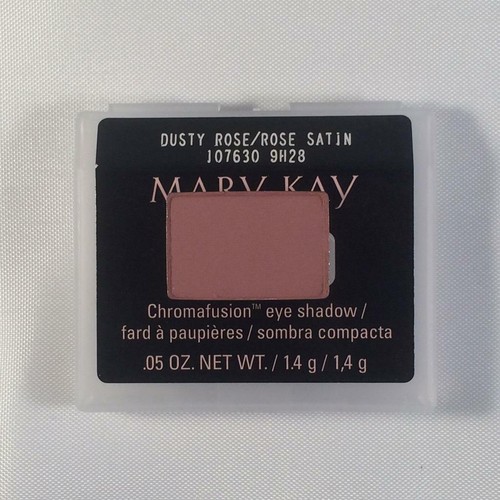 DUSTY ROSE/ROSE SATIN
107630 9H28
MARY KAY
Chromafusion™ eye shadow /
fard à paupières / sombra compacta
.05 OZ. NET WT. / 1.4 g / 1,4 g